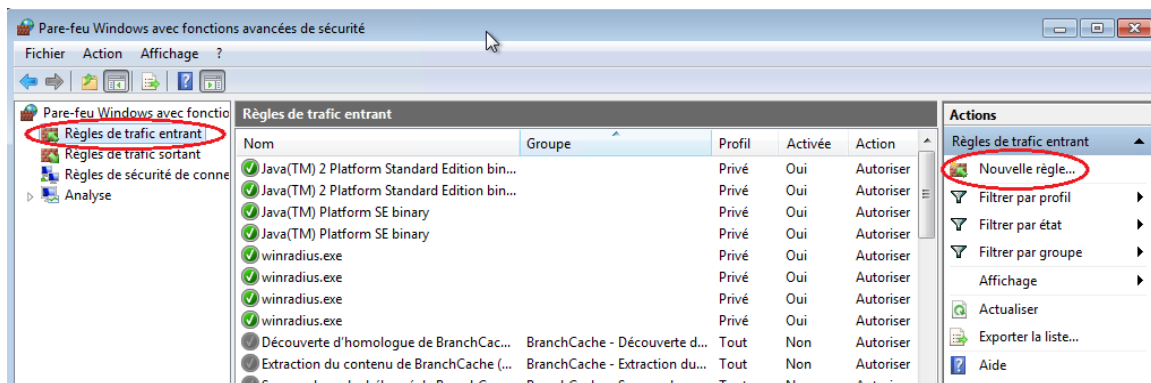 Pare-feu Windows avec fonctions avancées de sécurité
Fichier Action Affichage ?
Pare-feu Windows avec fonctio
Règles de trafic entrant
Règles de trafic sortant
Règles de sécurité de conne
Analyse
Règles de trafic entrant
Nom Groupe Profil Activée Action
Java(TM) 2 Platform Standard Edition bin... Privé Oui Autoriser
Java(TM) 2 Platform Standard Edition bin... Privé Oui Autoriser
Java(TM) Platform SE binary Privé Oui Autoriser
Java(TM) Platform SE binary Privé Oui Autoriser
winradius.exe Privé Oui Autoriser
winradius.exe Privé Oui Autoriser
winradius.exe Privé Oui Autoriser
winradius.exe Privé Oui Autoriser
Découverte d'homologue de BranchCac... BranchCache - Découverte d... Tout Non Autoriser
Extraction du contenu de BranchCache (... BranchCache - Extraction du... Tout Non Autoriser
Actions
Règles de trafic entrant
Nouvelle règle...
Filtrer par profil
Filtrer par état
Filtrer par groupe
Affichage
Actualiser
Exporter la liste...
Aide